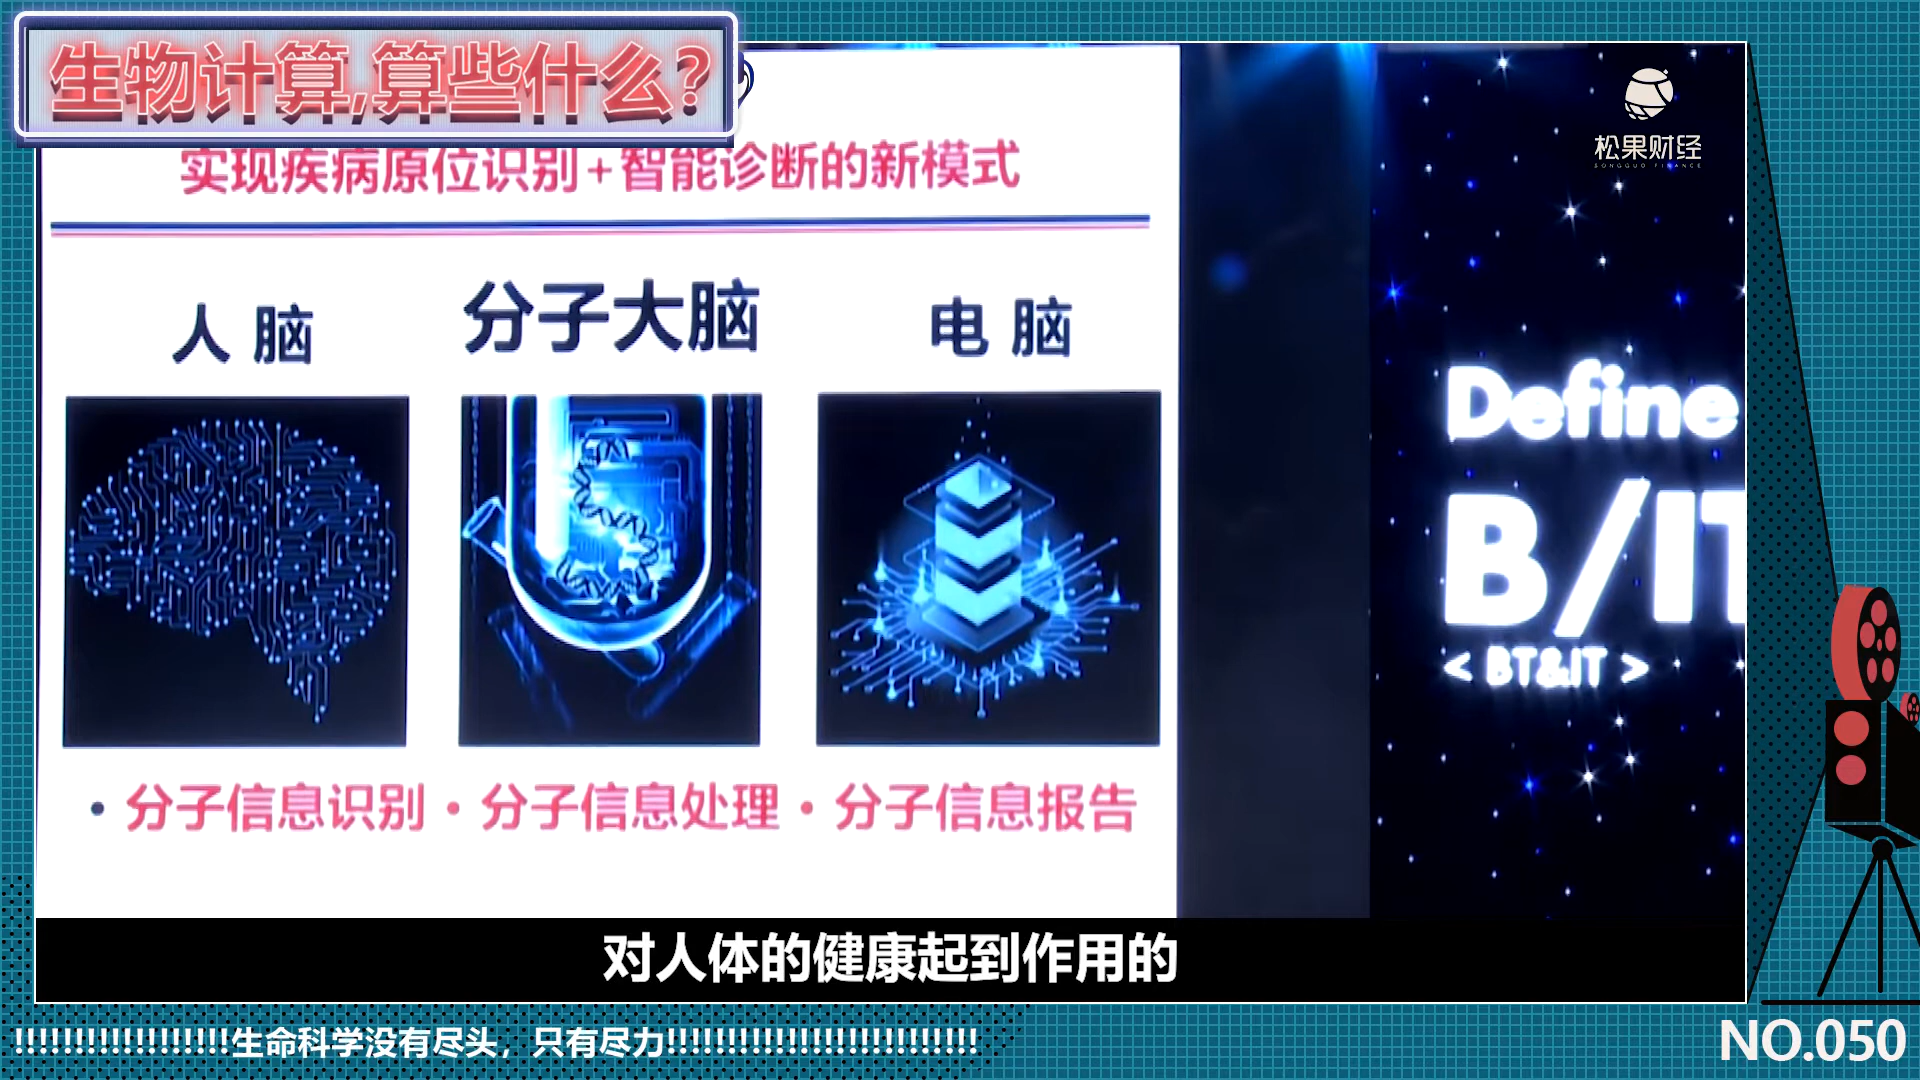 生物计算,算些什么?
实现疾病原位识别+智能诊断的新模式
人脑
分子大脑
电脑
• 分子信息识别 • 分子信息处理 • 分子信息报告
松果财经
SONGGUO FINANCE
Define
B/IT
< BT&IT >
对人体的健康起到作用的
!!!!!!!!!!!!!!!!!!生命科学没有尽头，只有尽力!!!!!!!!!!!!!!!!!!!!!!!!!!
NO.050